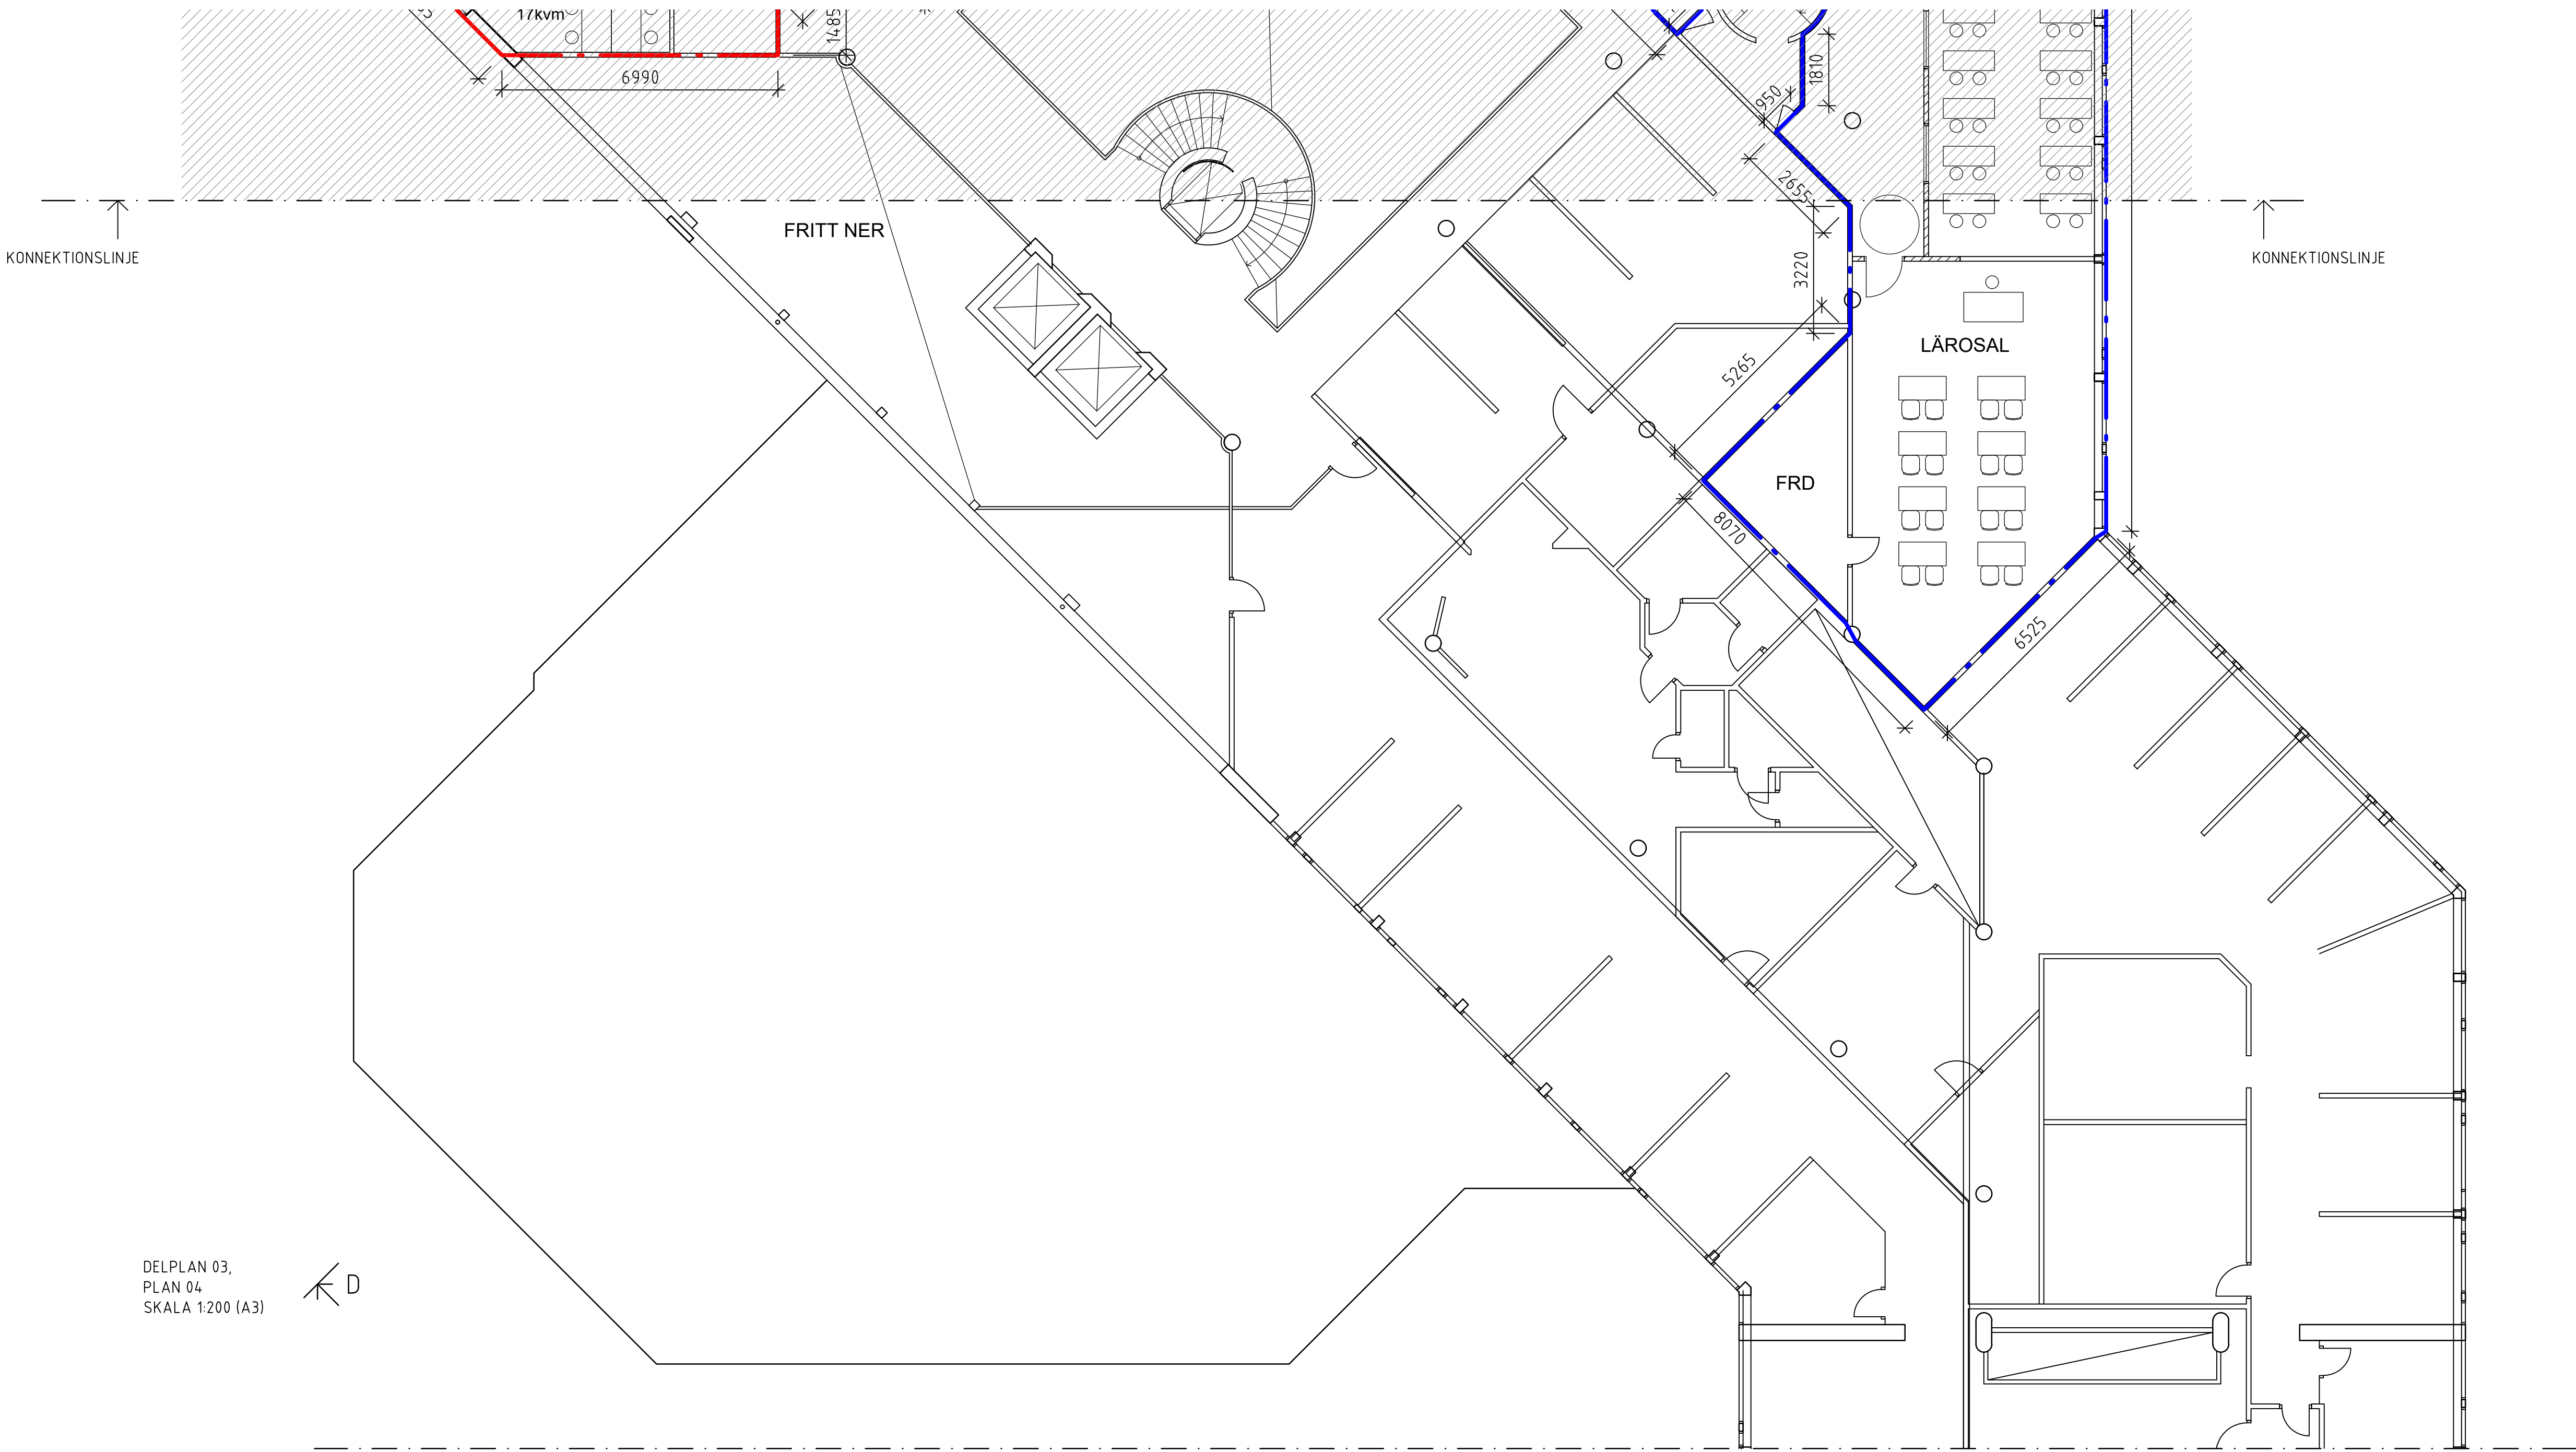 17kvm
1485
6990
1810
950
2655
KONNEKTIONSLINJE
FRITT NER
3220
KONNEKTIONSLINJE
LÄROSAL
5265
FRD
8070
6525
DELPLAN 03,
PLAN 04
SKALA 1:200 (A3)
D